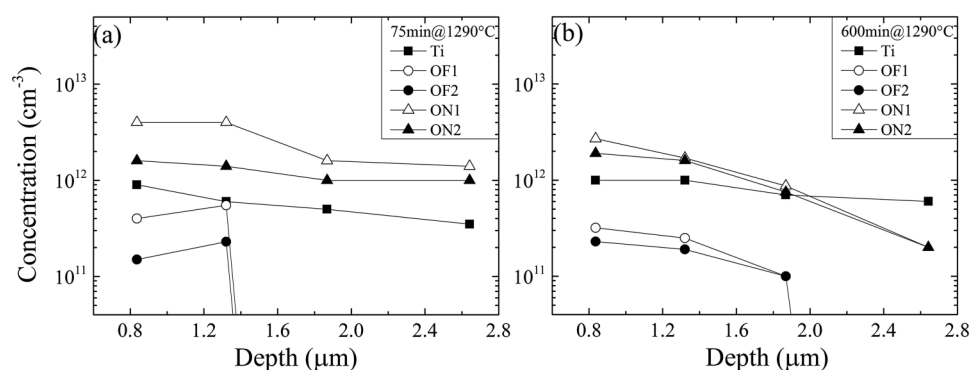 (a)
75min@1290°C
Ti
OF1
OF2
ON1
ON2
10¹³
10¹²
10¹¹
Concentration (cm⁻³)
0.8 1.2 1.6 2.0 2.4 2.8
Depth (μm)
(b)
600min@1290°C
Ti
OF1
OF2
ON1
ON2
10¹³
10¹²
10¹¹
0.8 1.2 1.6 2.0 2.4 2.8
Depth (μm)